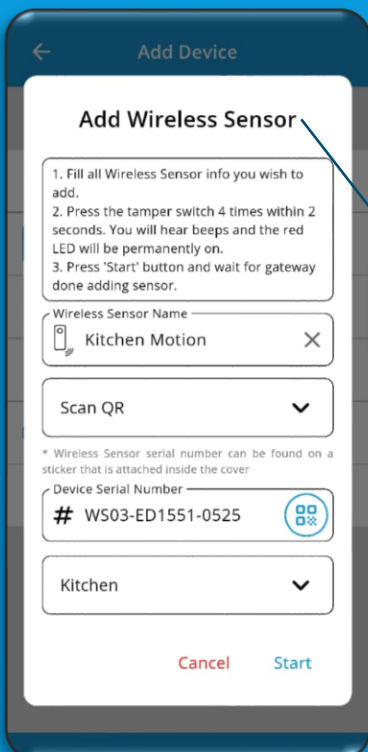 Add Device
Add Wireless Sensor
1. Fill all Wireless Sensor info you wish to
add.
2. Press the tamper switch 4 times within 2
seconds. You will hear beeps and the red
LED will be permanently on.
3. Press 'Start' button and wait for gateway
done adding sensor.
Wireless Sensor Name
Kitchen Motion
Scan QR
* Wireless Sensor serial number can be found on a
sticker that is attached inside the cover
Device Serial Number
# WS03-ED1551-0525
Kitchen
Cancel Start